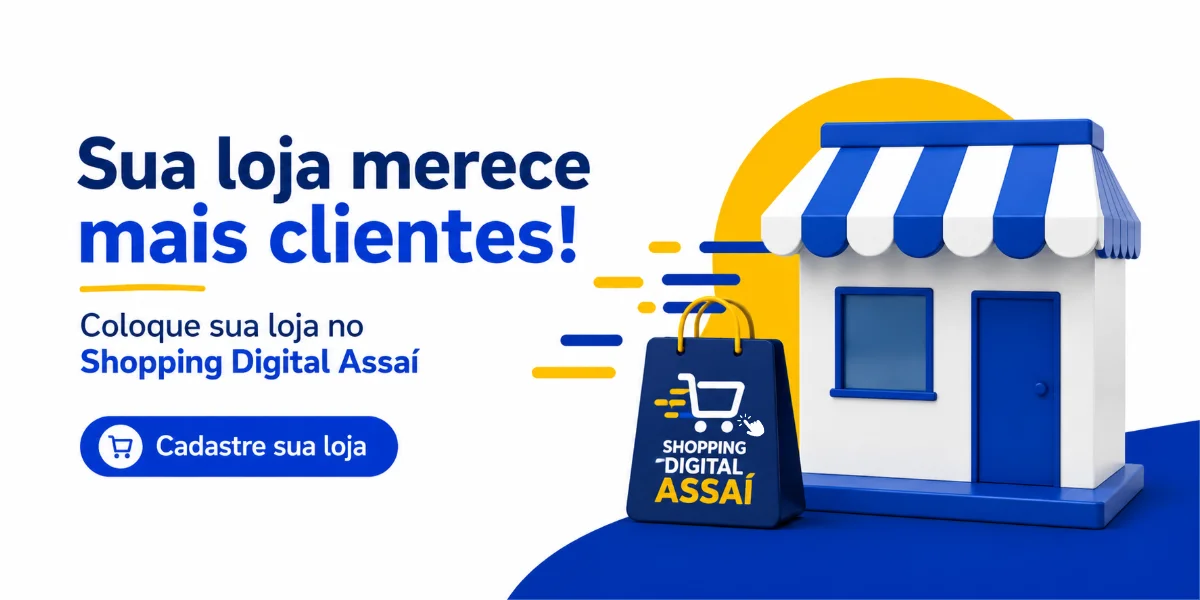 Sua loja merece
mais clientes!
Coloque sua loja no
Shopping Digital Assaí
Cadastre sua loja
SHOPPING
DIGITAL
ASSAÍ